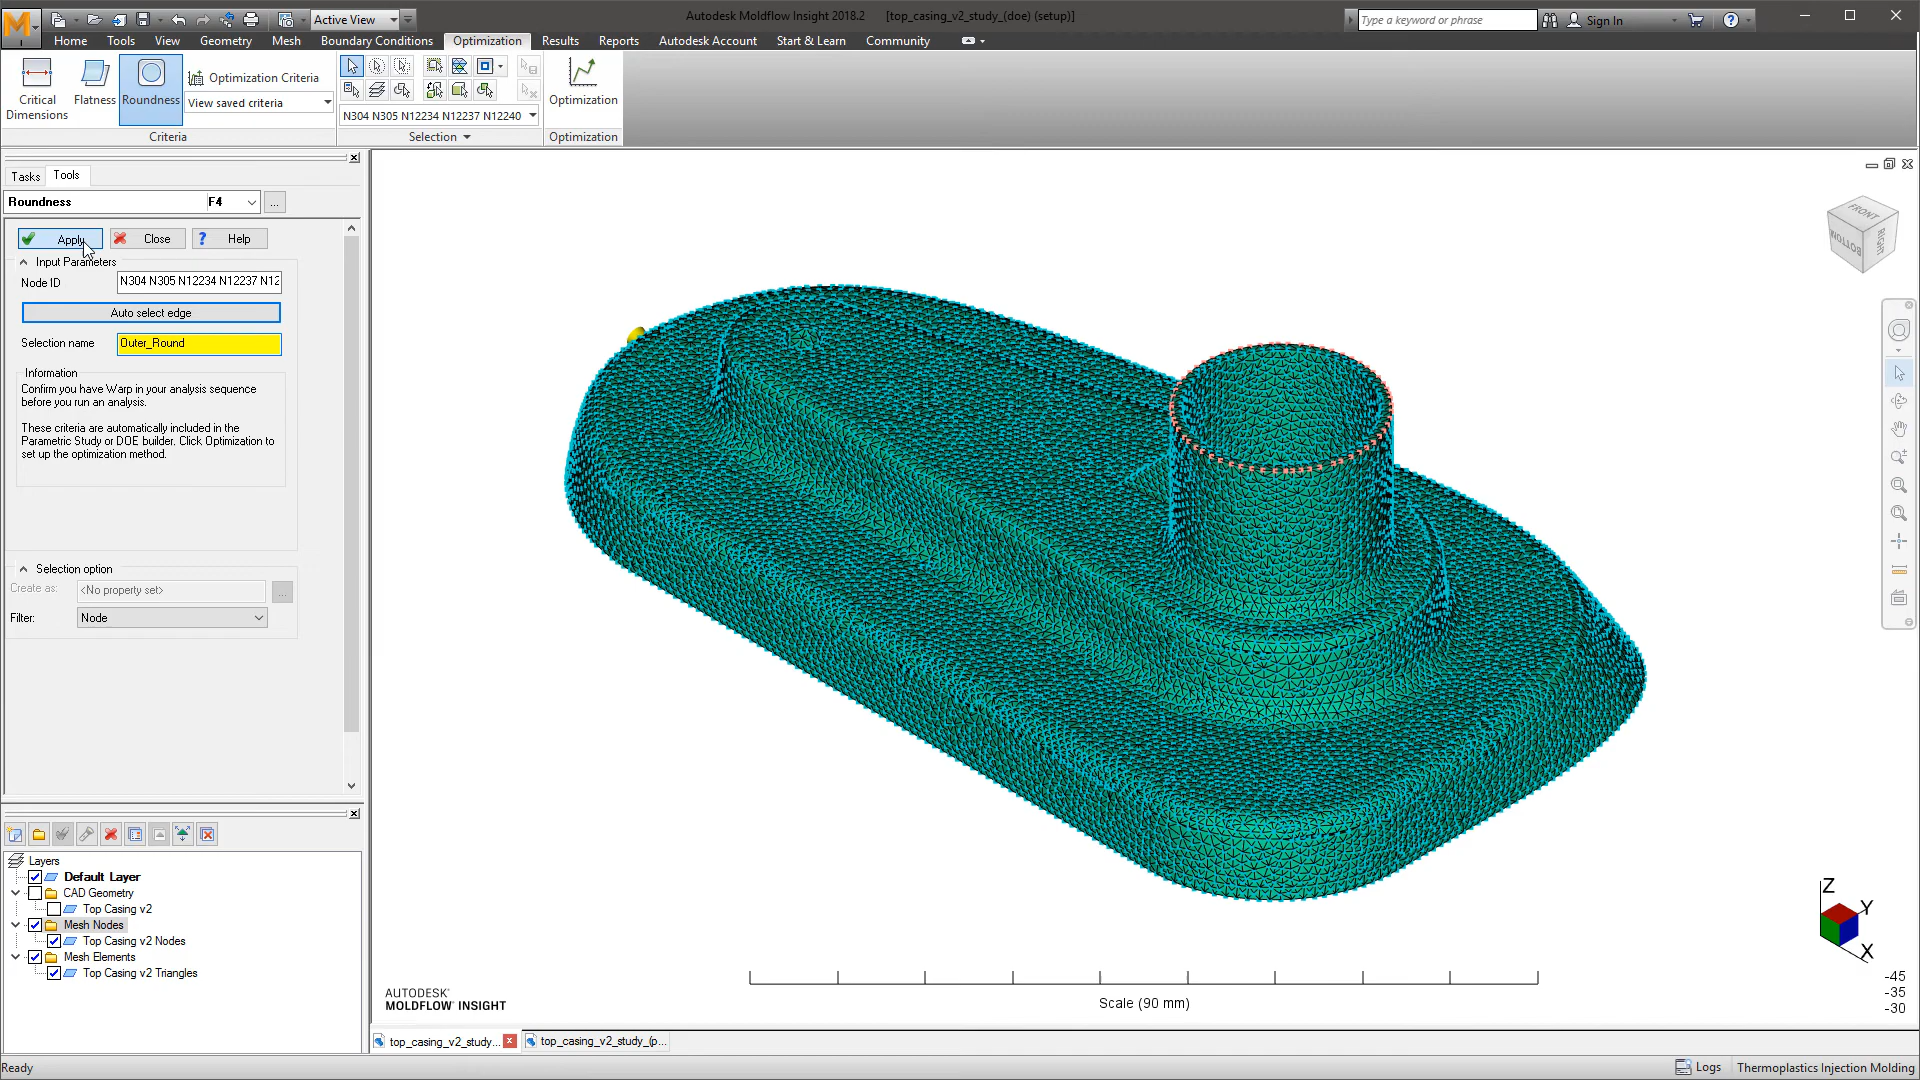 Active View
Autodesk Moldflow Insight 2018.2 [top_casing_v2_study_(doe) (setup)]
Type a keyword or phrase
Sign In
Home Tools View Geometry Mesh Boundary Conditions Optimization Results Reports Autodesk Account Start & Learn Community
Critical Dimensions
Flatness
Roundness
Optimization Criteria
View saved criteria
Criteria
N304 N305 N12234 N12237 N12240
Selection
Optimization
Optimization
Tasks Tools
Roundness F4
...
Apply Close Help
Input Parameters
Node ID N304 N305 N12234 N12237 N12
Auto select edge
Selection name Outer_Round
Information
Confirm you have Warp in your analysis sequence
before you run an analysis.
These criteria are automatically included in the
Parametric Study or DOE builder. Click Optimization to
set up the optimization method.
Selection option
Create as: <No property set> ...
Filter: Node
Layers
Default Layer
CAD Geometry
Top Casing v2
Mesh Nodes
Top Casing v2 Nodes
Mesh Elements
Top Casing v2 Triangles
FRONT
BOTTOM
RIGHT
Z
Y
X
-45
-35
-30
AUTODESK®
MOLDFLOW® INSIGHT
Scale (90 mm)
top_casing_v2_study...
top_casing_v2_study_(p...
Ready
Logs
Thermoplastics Injection Molding